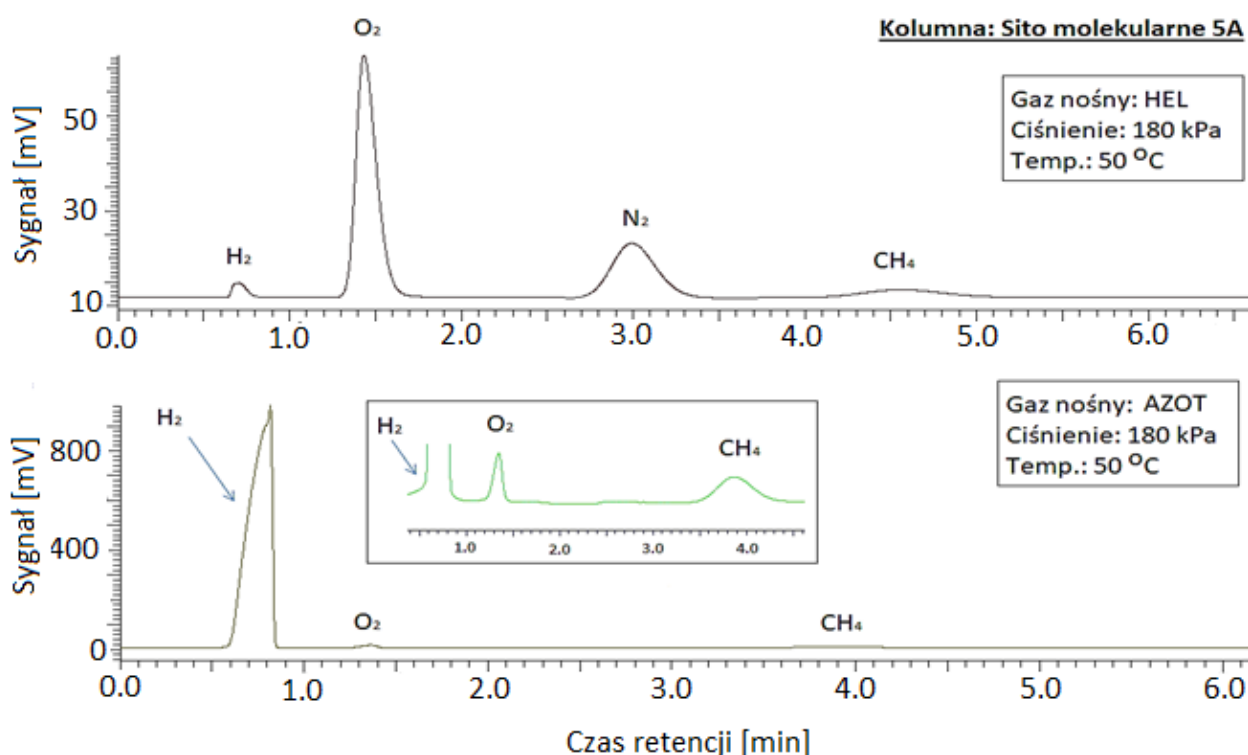 Kolumna: Sito molekularne 5A
Gaz nośny: HEL
Ciśnienie: 180 kPa
Temp.: 50 °C
Sygnał [mV]
50
30
10
H₂
O₂
N₂
CH₄
0.0 1.0 2.0 3.0 4.0 5.0 6.0
Gaz nośny: AZOT
Ciśnienie: 180 kPa
Temp.: 50 °C
Sygnał [mV]
800
400
0
H₂
O₂
CH₄
H₂
O₂
CH₄
1.0 2.0 3.0 4.0
0.0 1.0 2.0 3.0 4.0 5.0 6.0
Czas retencji [min]